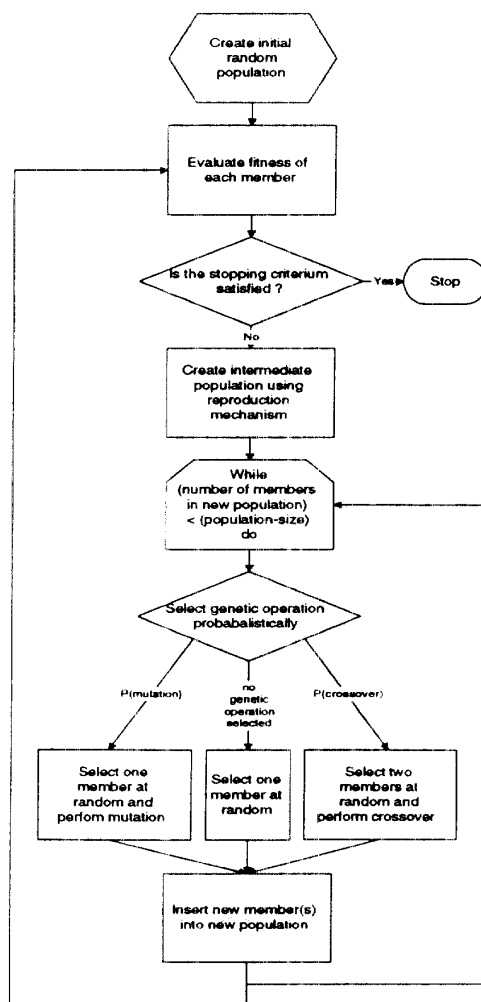 Create initial
random
population
Evaluate fitness of
each member
Is the stopping criterium
satisfied ?
Yes
Stop
No
Create intermediate
population using
reproduction
mechanism
While
(number of members
in new population)
< (population-size)
do
Select genetic operation
probabalistically
P(mutation)
no
genetic
operation
selected
P(crossover)
Select one
member at
random and
perfom mutation
Select one
member at
random
Select two
members at
random and
perform crossover
Insert new member(s)
into new population